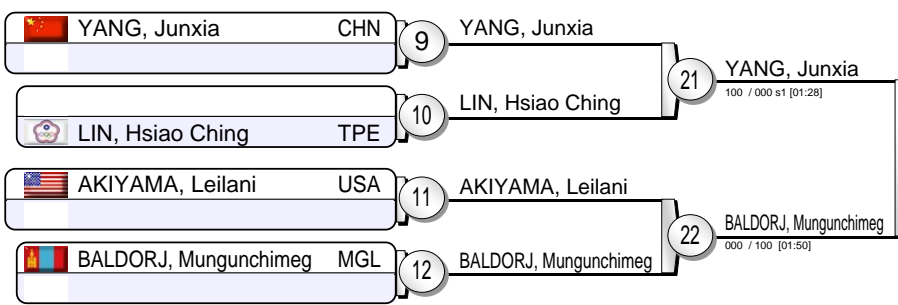 YANG, Junxia CHN
9
YANG, Junxia
21
YANG, Junxia
100 / 000 s1 [01:28]
LIN, Hsiao Ching TPE
10
LIN, Hsiao Ching
AKIYAMA, Leilani USA
11
AKIYAMA, Leilani
22
BALDORJ, Mungunchimeg
000 / 100 [01:50]
BALDORJ, Mungunchimeg MGL
12
BALDORJ, Mungunchimeg